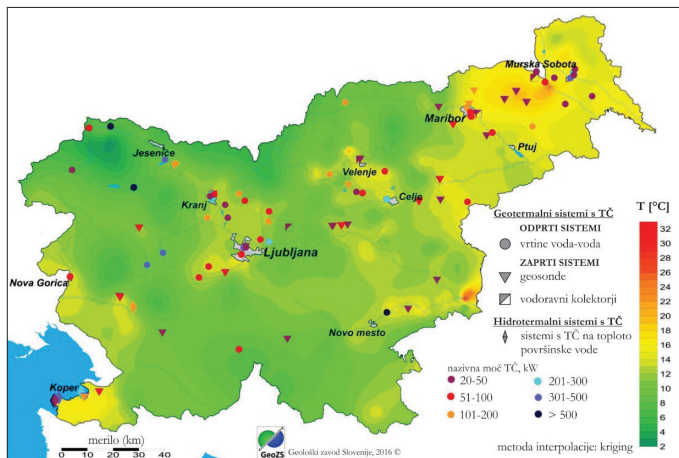 Murska Sobota
Maribor
Jesenice
Ptuj
Velenje
Kranj
Celje
Ljubljana
Nova Gorica
Novo mesto
Koper
Geotermalni sistemi s TČ
ODPRTI SISTEMI
vrtine voda-voda
ZAPRTI SISTEMI
geosonde
vodoravni kolektorji
Hidrotermalni sistemi s TČ
sistemi s TČ na toploto
površinske vode
nazivna moč TČ, kW
20-50
201-300
51-100
301-500
101-200
> 500
T [°C]
32
30
28
26
24
22
20
18
16
14
12
10
8
6
4
2
merilo (km)
0 10 20 30 40
GeoZS
Geološki zavod Slovenije, 2016 ©
metoda interpolacije: kriging